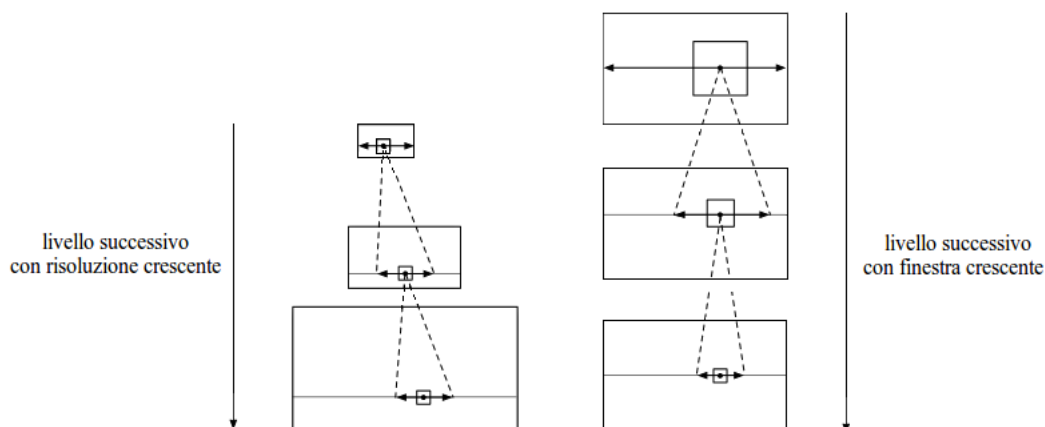 livello successivo
con risoluzione crescente
livello successivo
con finestra crescente